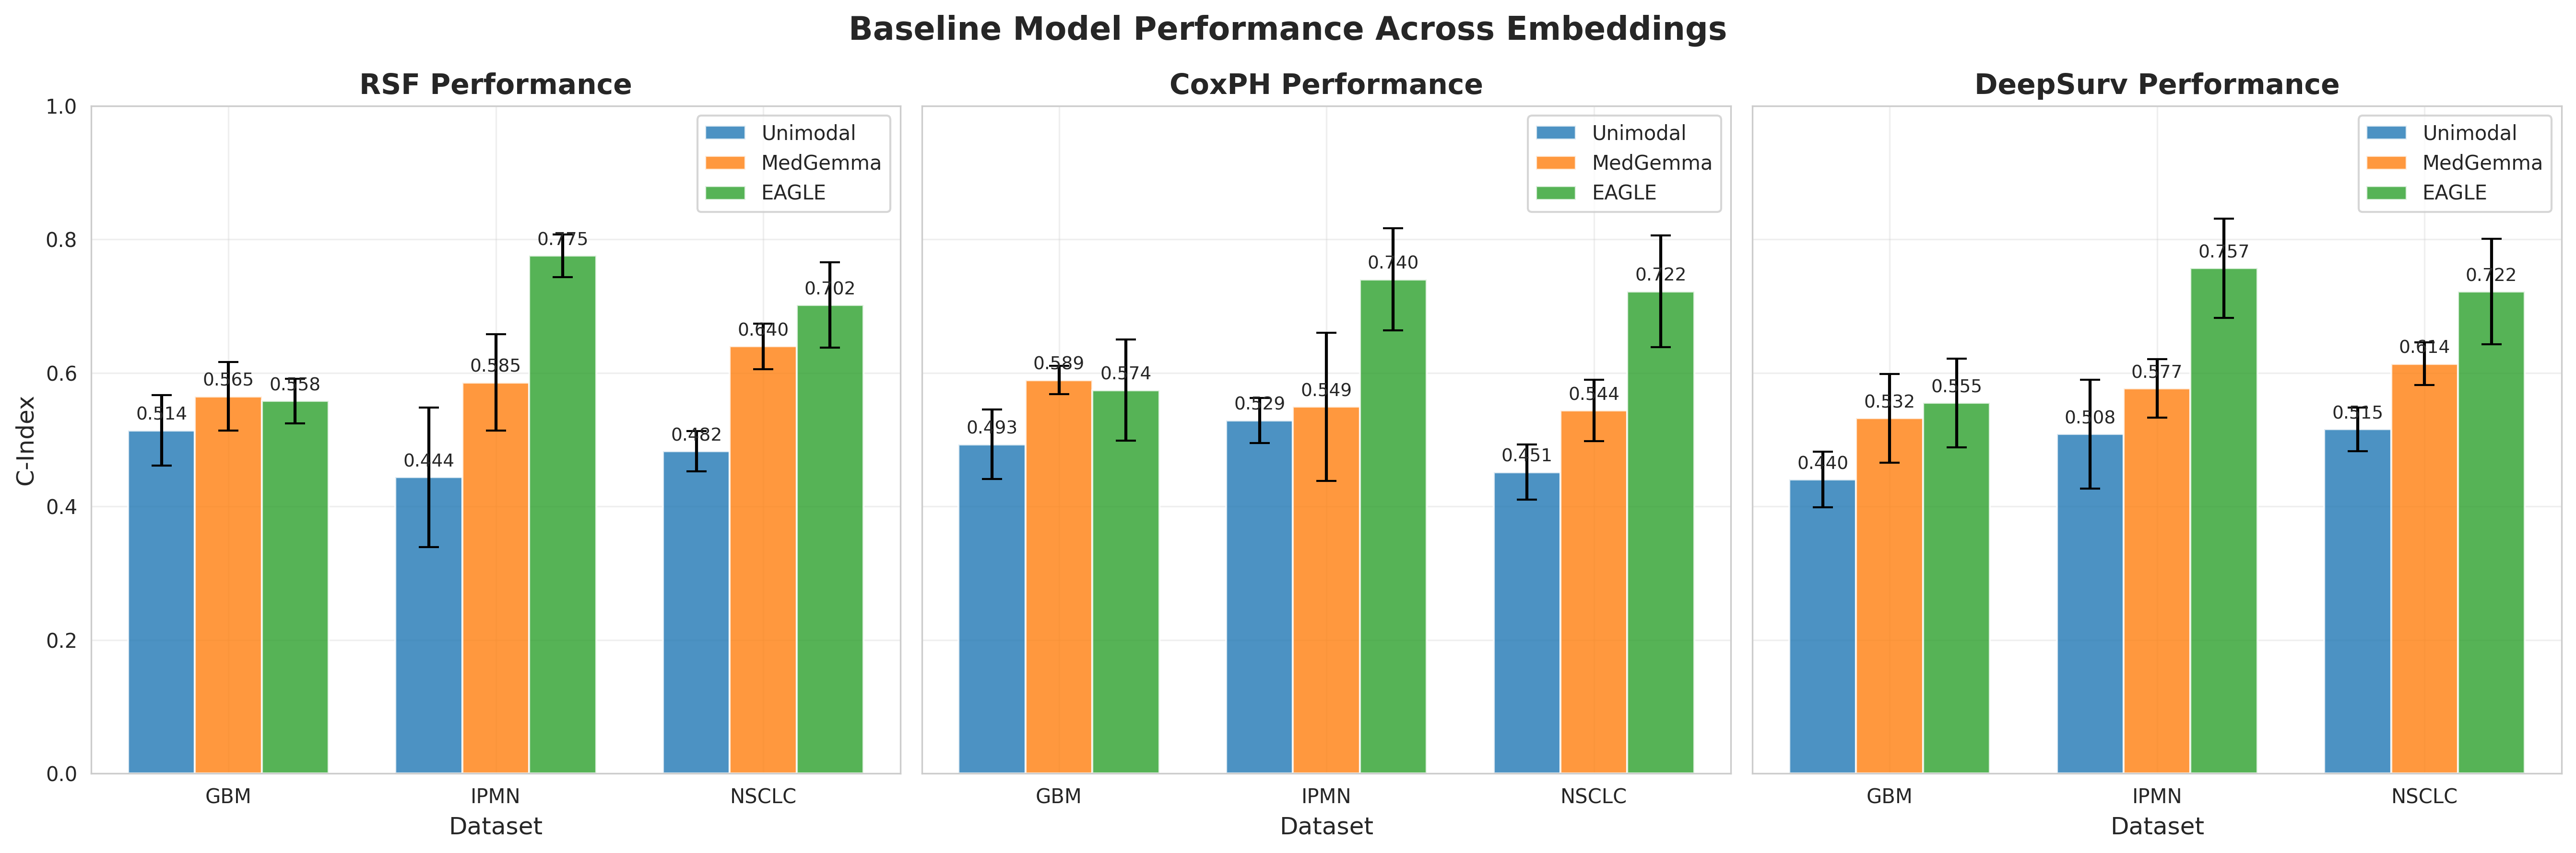 Baseline Model Performance Across Embeddings
RSF Performance
1.0
0.8
0.6
0.4
0.2
0.0
C-Index
Unimodal
MedGemma
EAGLE
0.514
0.565
0.558
0.444
0.585
0.775
0.482
0.640
0.702
GBM
IPMN
NSCLC
Dataset
CoxPH Performance
Unimodal
MedGemma
EAGLE
0.493
0.589
0.574
0.529
0.549
0.740
0.451
0.544
0.722
GBM
IPMN
NSCLC
Dataset
DeepSurv Performance
Unimodal
MedGemma
EAGLE
0.440
0.532
0.555
0.508
0.577
0.757
0.515
0.614
0.722
GBM
IPMN
NSCLC
Dataset